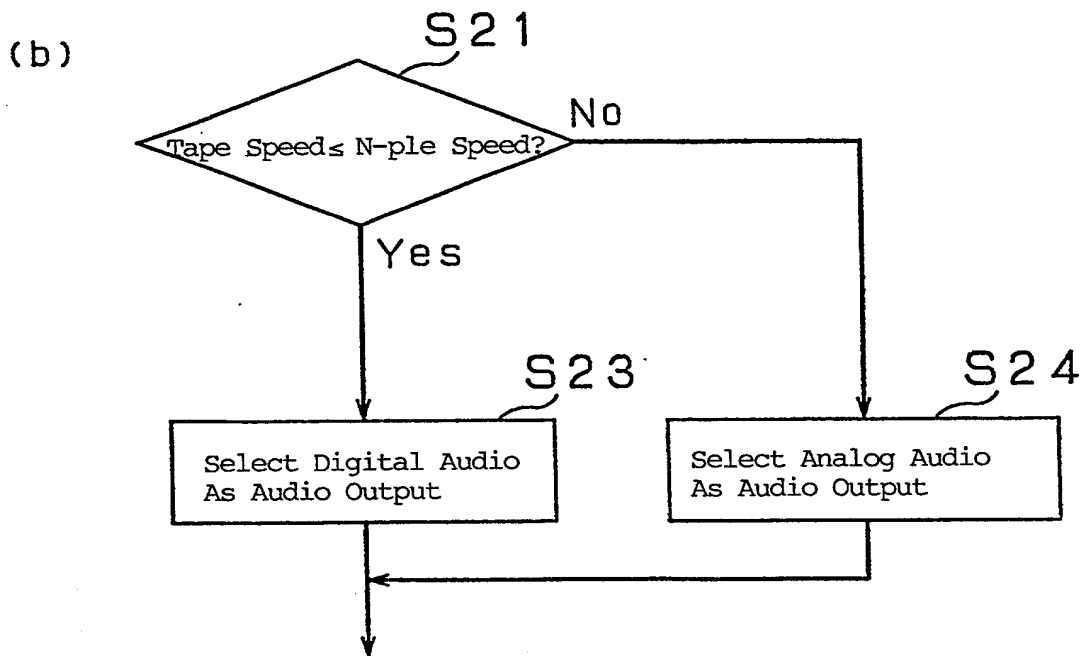 (b)
S21
Tape Speed≤ N-ple Speed?
No
Yes
S23
Select Digital Audio
As Audio Output
S24
Select Analog Audio
As Audio Output